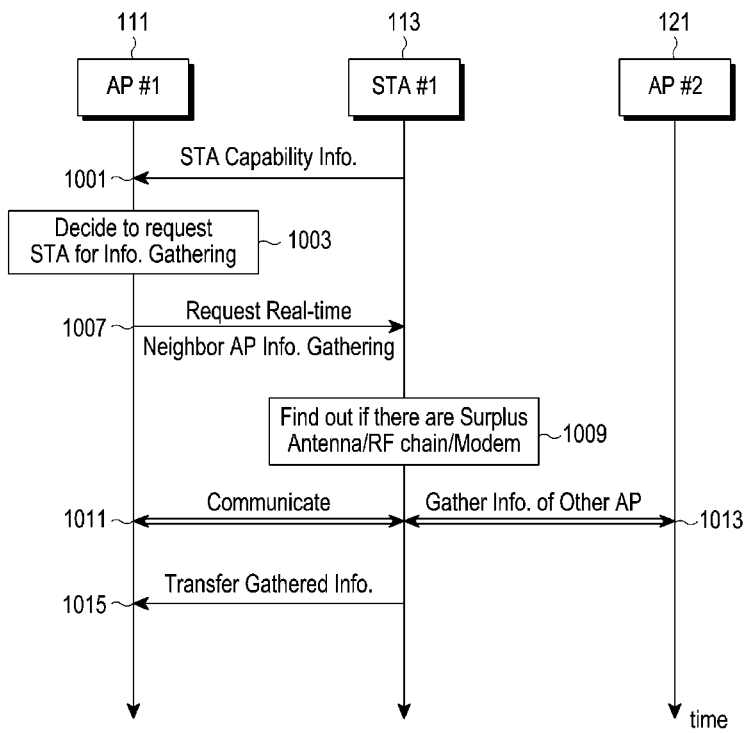 111
113
121
AP #1
STA #1
AP #2
STA Capability Info.
1001
Decide to request
STA for Info. Gathering
1003
Request Real-time
1007
Neighbor AP Info. Gathering
Find out if there are Surplus
Antenna/RF chain/Modem
1009
Communicate
Gather Info. of Other AP
1011
1013
Transfer Gathered Info.
1015
time